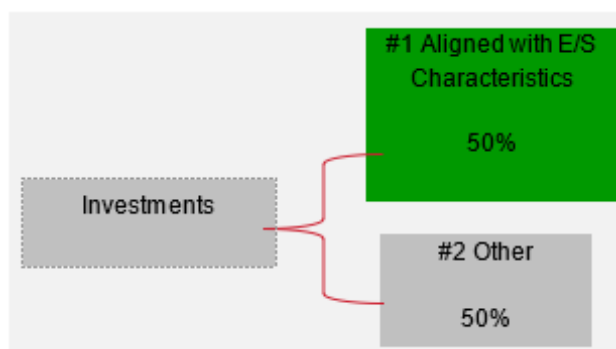 #1 Aligned with E/S
Characteristics
50%
Investments
#2 Other
50%